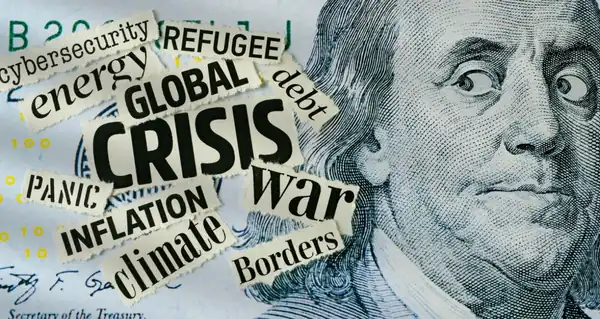 cybersecurity
REFUGEE
energy
GLOBAL
debt
CRISIS
PANIC
war
INFLATION
climate
Borders
Secretary of the Treasury.